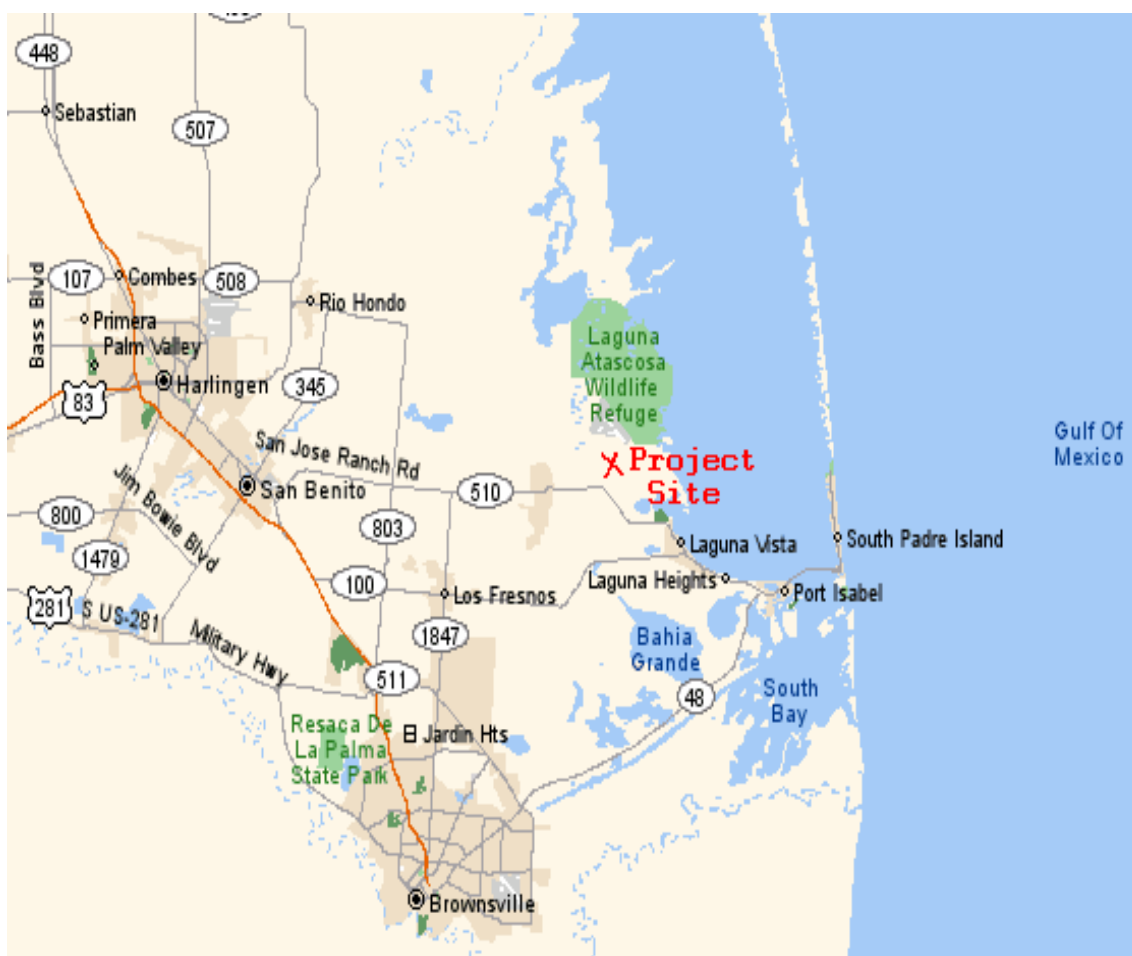 448
Sebastian
507
Bass Blvd
107
Combes
508
Rio Hondo
Primera
Palm Valley
Harlingen
83
345
Laguna
Atascosa
Wildlife
Refuge
Gulf Of
Mexico
San Jose Ranch Rd
X Project
Site
San Benito
510
Jim Bowie Blvd
800
803
1479
Laguna Vista
South Padre Island
100
Los Fresnos
Laguna Heights
Port Isabel
281
S US-281
Military Hwy
1847
Bahia
Grande
511
48
South
Bay
Resaca De
La Palma
State Park
El Jardin Hts
Brownsville